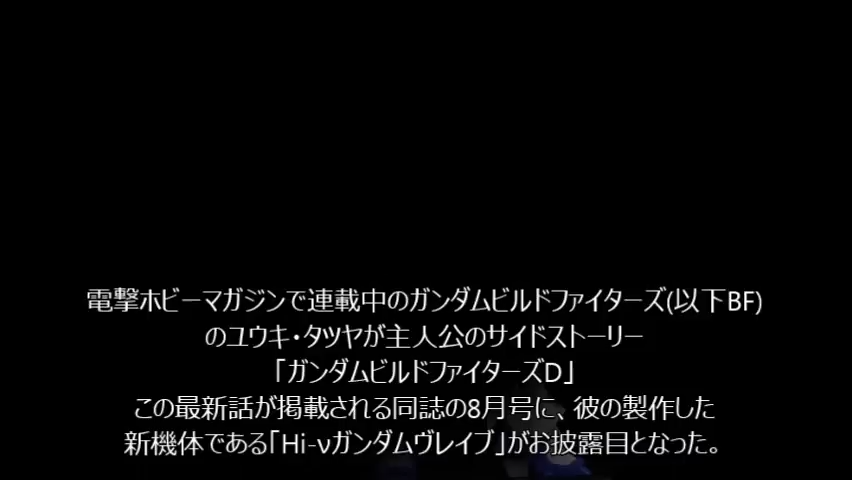 電撃ホビーマガジンで連載中のガンダムビルドファイターズ(以下BF)
のユウキ・タツヤが主人公のサイドストーリー
「ガンダムビルドファイターズD」
この最新話が掲載される同誌の8月号に、彼の製作した
新機体である「Hi-νガンダムヴレイブ」がお披露目となった。